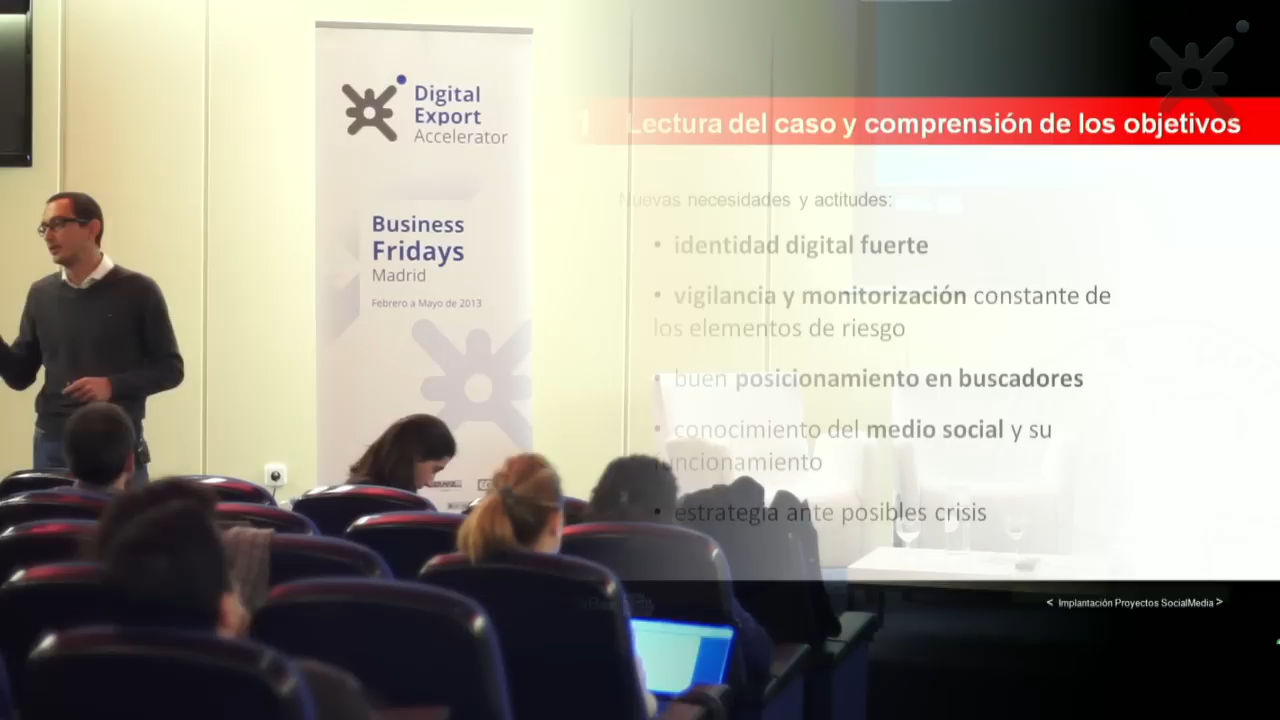 Digital
Export
Accelerator
Business
Fridays
Madrid
Febrero a Mayo de 2013
1 Lectura del caso y comprensión de los objetivos
Nuevas necesidades y actitudes:
• identidad digital fuerte
• vigilancia y monitorización constante de
los elementos de riesgo
• buen posicionamiento en buscadores
• conocimiento del medio social y su
funcionamiento
• estrategia ante posibles crisis
< Implantación Proyectos SocialMedia >